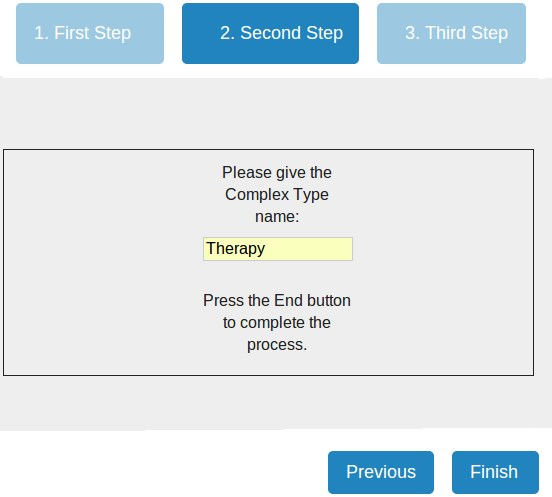 1. First Step
2. Second Step
3. Third Step
Please give the
Complex Type
name:
Therapy
Press the End button
to complete the
process.
Previous
Finish